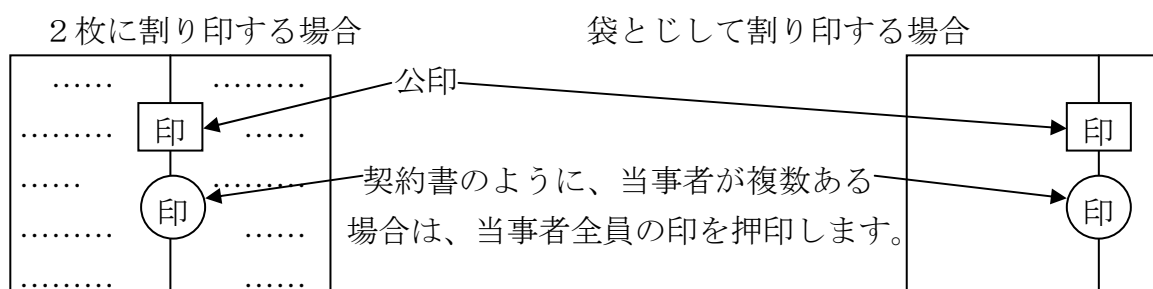 ２枚に割り印する場合
袋とじして割り印する場合
…… ………
公印
……… 印 ……
印
…… ………
契約書のように、当事者が複数ある
場合は、当事者全員の印を押印します。
印
印
……… ……
……… ……